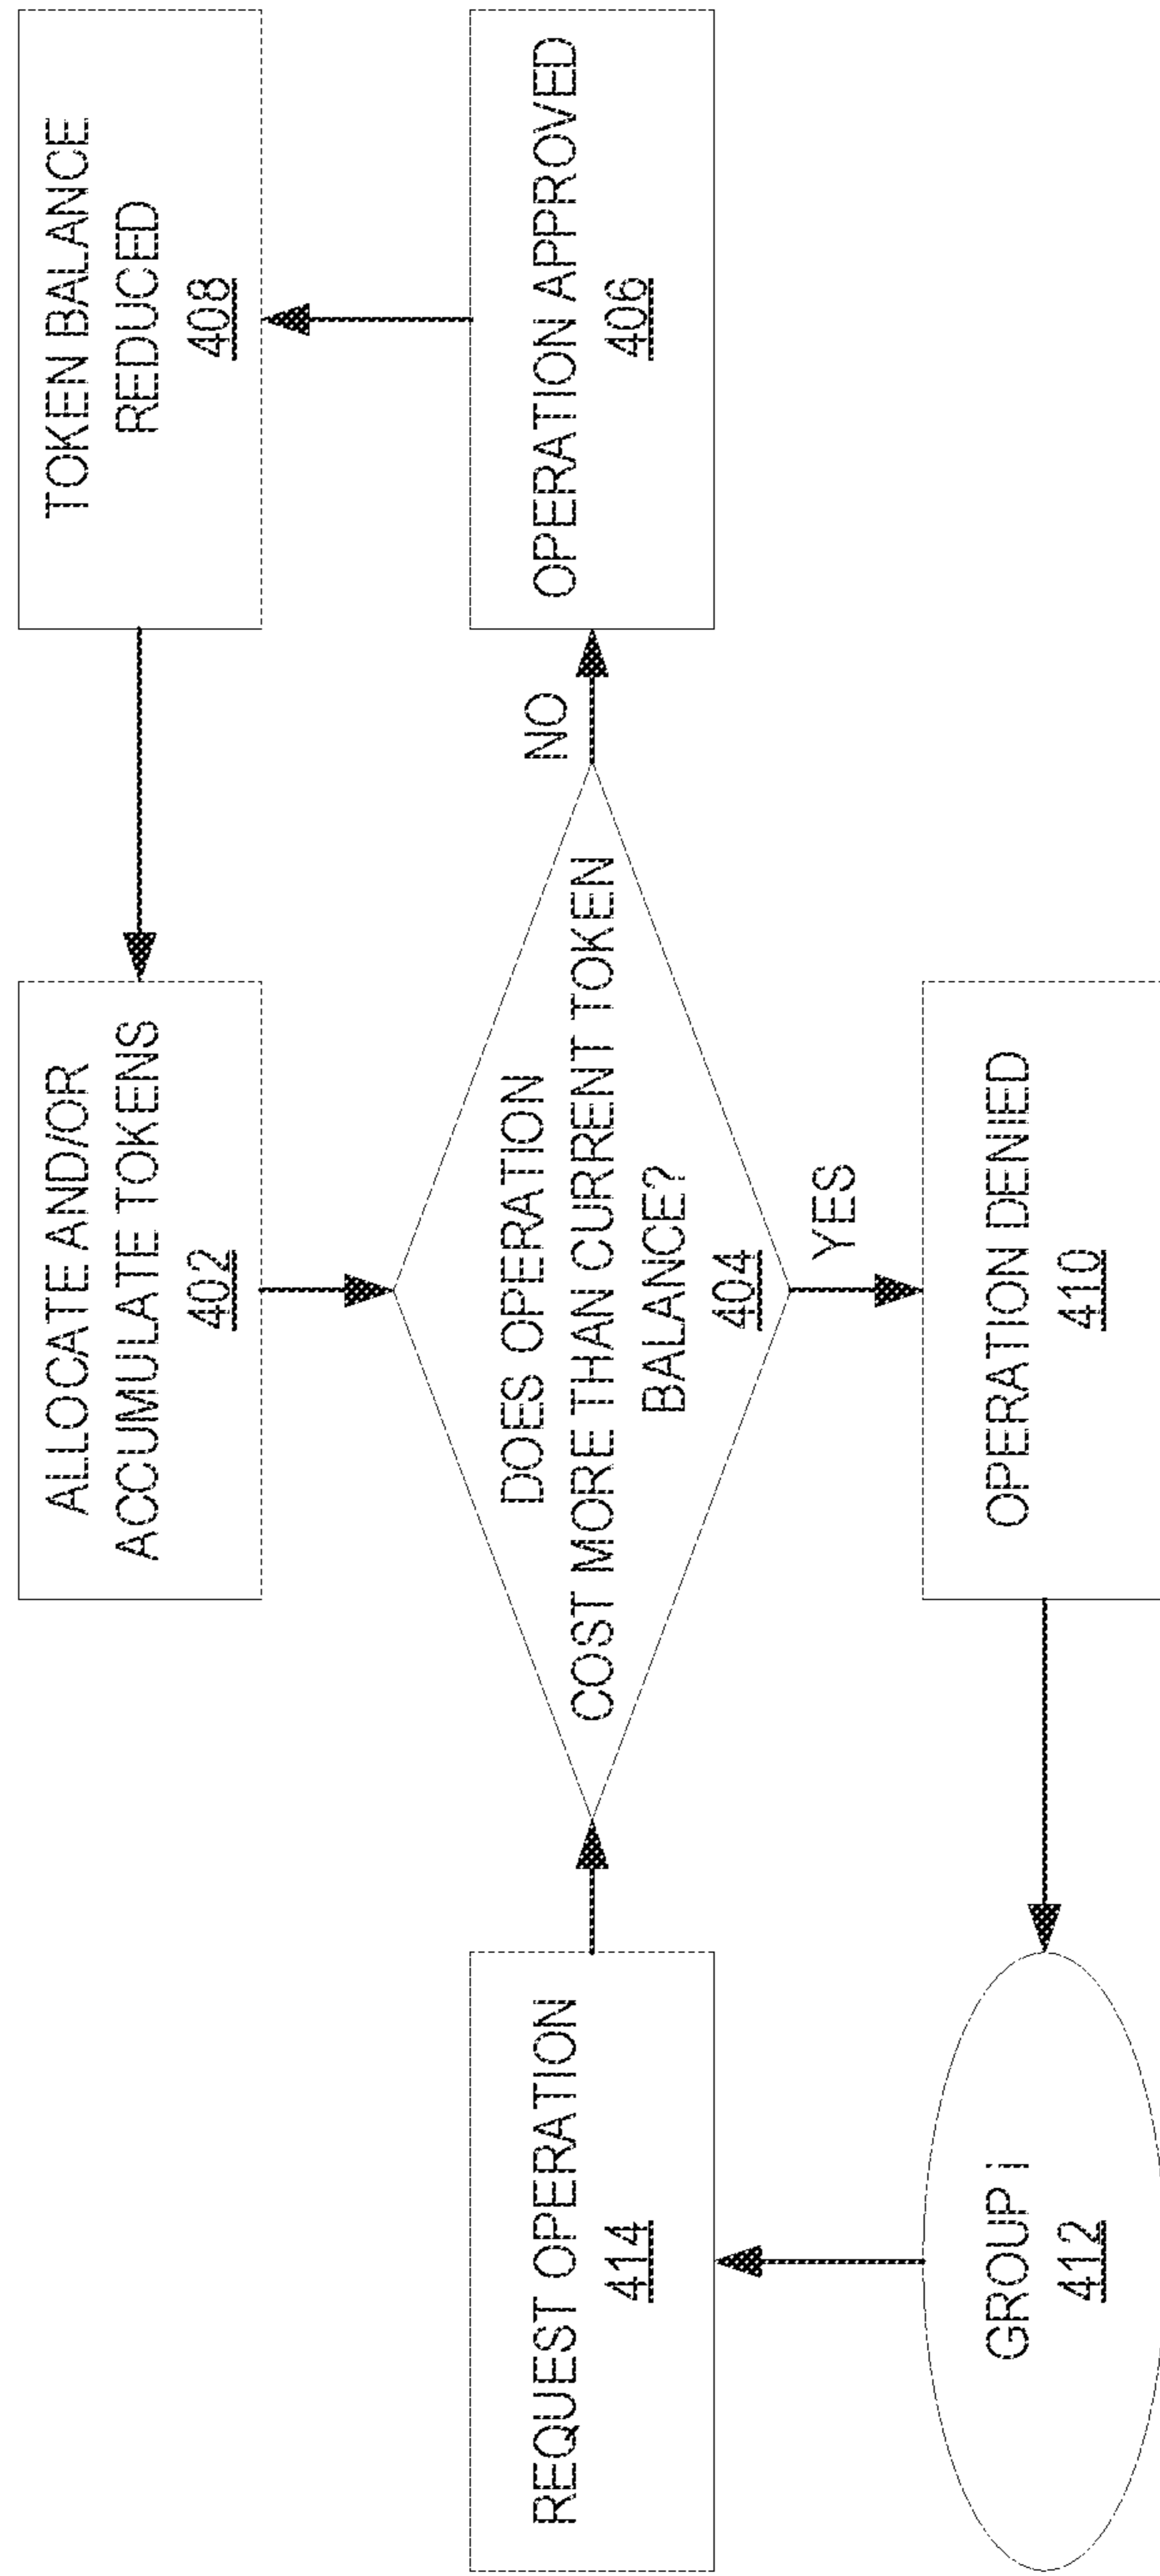 ALLOCATE AND/OR
ACCUMULATE TOKENS
402
TOKEN BALANCE
REDUCED
408
REQUEST OPERATION
414
DOES OPERATION
COST MORE THAN CURRENT TOKEN
BALANCE?
404
NO
OPERATION APPROVED
406
YES
GROUP I
412
OPERATION DENIED
410